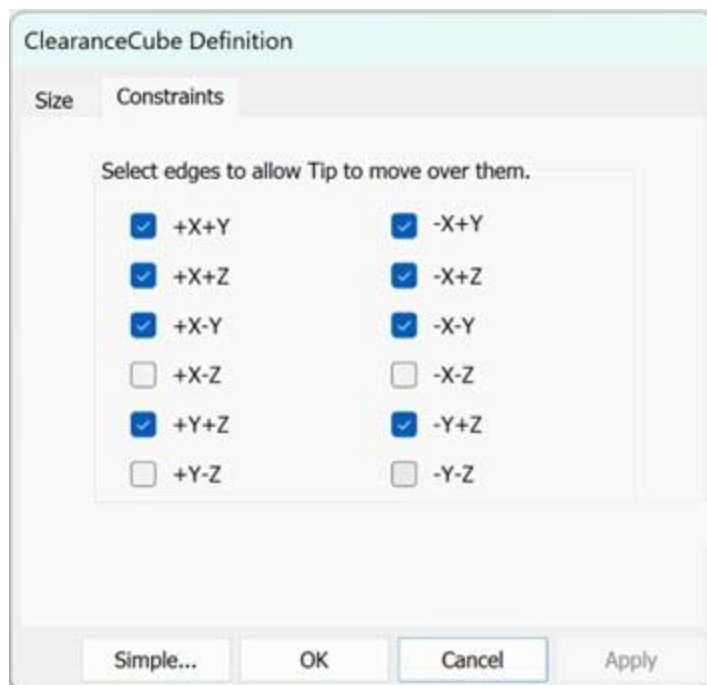 ClearanceCube Definition
Size Constraints
Select edges to allow Tip to move over them.
+X+Y -X+Y
+X+Z -X+Z
+X-Y -X-Y
+X-Z -X-Z
+Y+Z -Y+Z
+Y-Z -Y-Z
Simple... OK Cancel Apply